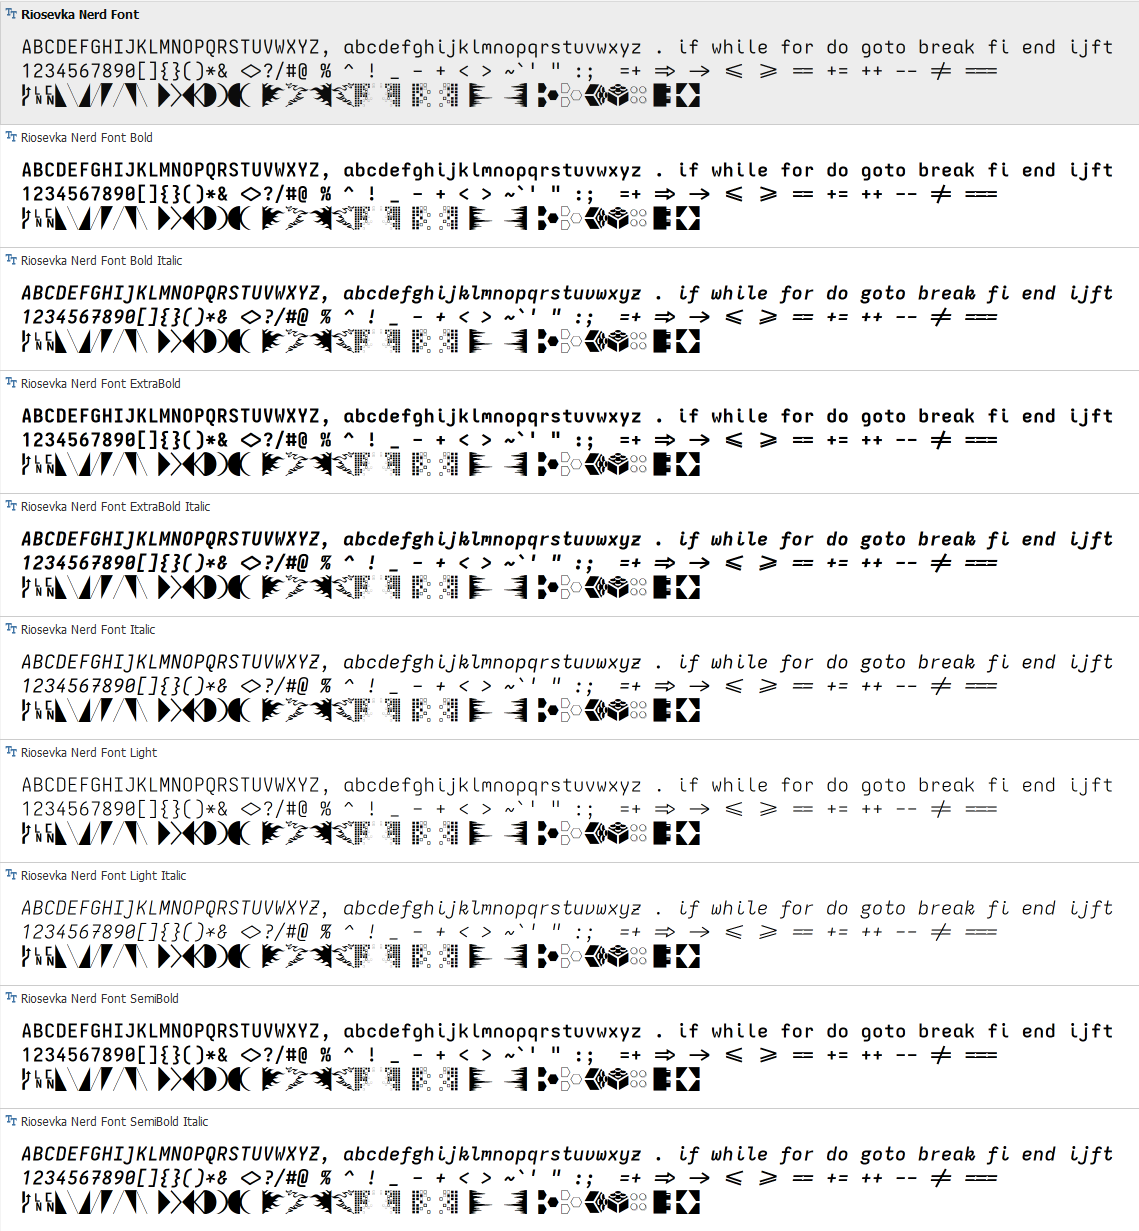 Riosevka Nerd Font
ABCDEFGHIJKLMNOPQRSTUVWXYZ, abcdefghijklmnopqrstuvwxyz . if while for do goto break fi end ijft
1234567890[]{}()*& <>?/#@ % ^ ! _ - + < > ~`' " :; =+ => -> <= >= == += ++ -- != ===
Riosevka Nerd Font Bold
ABCDEFGHIJKLMNOPQRSTUVWXYZ, abcdefghijklmnopqrstuvwxyz . if while for do goto break fi end ijft
1234567890[]{}()*& <>?/#@ % ^ ! _ - + < > ~`' " :; =+ => -> <= >= == += ++ -- != ===
Riosevka Nerd Font Bold Italic
ABCDEFGHIJKLMNOPQRSTUVWXYZ, abcdefghijklmnopqrstuvwxyz . if while for do goto break fi end ijft
1234567890[]{}()*& <>?/#@ % ^ ! _ - + < > ~`' " :; =+ => -> <= >= == += ++ -- != ===
Riosevka Nerd Font ExtraBold
ABCDEFGHIJKLMNOPQRSTUVWXYZ, abcdefghijklmnopqrstuvwxyz . if while for do goto break fi end ijft
1234567890[]{}()*& <>?/#@ % ^ ! _ - + < > ~`' " :; =+ => -> <= >= == += ++ -- != ===
Riosevka Nerd Font ExtraBold Italic
ABCDEFGHIJKLMNOPQRSTUVWXYZ, abcdefghijklmnopqrstuvwxyz . if while for do goto break fi end ijft
1234567890[]{}()*& <>?/#@ % ^ ! _ - + < > ~`' " :; =+ => -> <= >= == += ++ -- != ===
Riosevka Nerd Font Italic
ABCDEFGHIJKLMNOPQRSTUVWXYZ, abcdefghijklmnopqrstuvwxyz . if while for do goto break fi end ijft
1234567890[]{}()*& <>?/#@ % ^ ! _ - + < > ~`' " :; =+ => -> <= >= == += ++ -- != ===
Riosevka Nerd Font Light
ABCDEFGHIJKLMNOPQRSTUVWXYZ, abcdefghijklmnopqrstuvwxyz . if while for do goto break fi end ijft
1234567890[]{}()*& <>?/#@ % ^ ! _ - + < > ~`' " :; =+ => -> <= >= == += ++ -- != ===
Riosevka Nerd Font Light Italic
ABCDEFGHIJKLMNOPQRSTUVWXYZ, abcdefghijklmnopqrstuvwxyz . if while for do goto break fi end ijft
1234567890[]{}()*& <>?/#@ % ^ ! _ - + < > ~`' " :; =+ => -> <= >= == += ++ -- != ===
Riosevka Nerd Font SemiBold
ABCDEFGHIJKLMNOPQRSTUVWXYZ, abcdefghijklmnopqrstuvwxyz . if while for do goto break fi end ijft
1234567890[]{}()*& <>?/#@ % ^ ! _ - + < > ~`' " :; =+ => -> <= >= == += ++ -- != ===
Riosevka Nerd Font SemiBold Italic
ABCDEFGHIJKLMNOPQRSTUVWXYZ, abcdefghijklmnopqrstuvwxyz . if while for do goto break fi end ijft
1234567890[]{}()*& <>?/#@ % ^ ! _ - + < > ~`' " :; =+ => -> <= >= == += ++ -- != ===